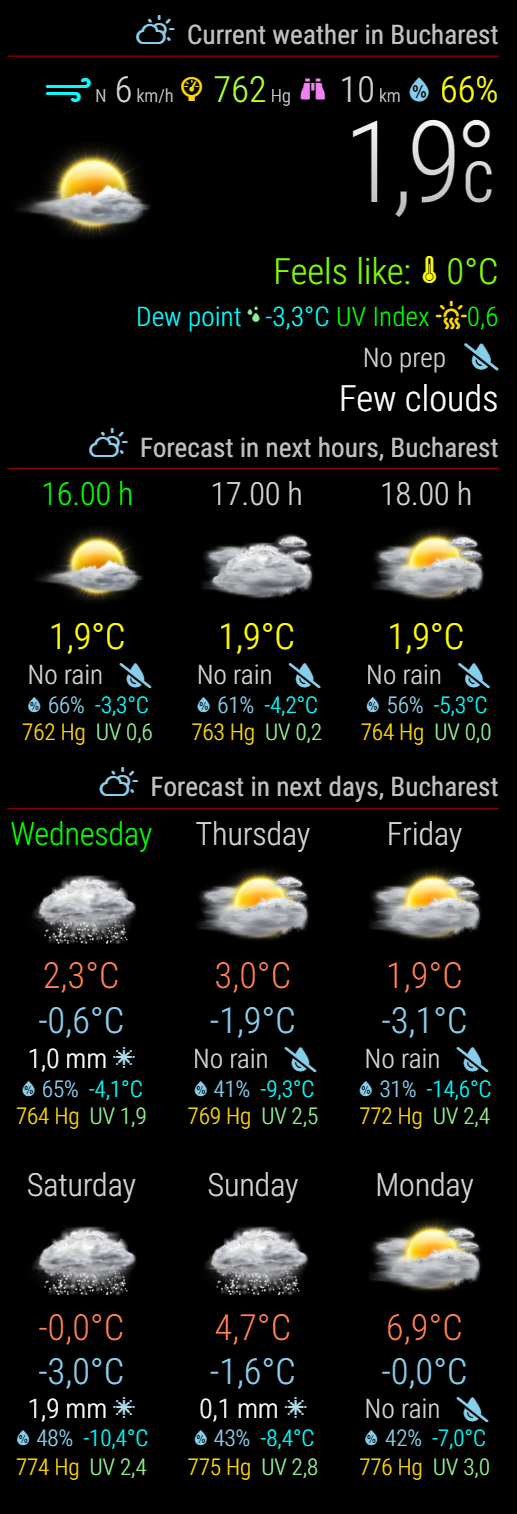 Current weather in Bucharest
N 6 km/h 762 Hg 10 km 66%
1,9°C
Feels like: 0°C
Dew point -3,3°C UV Index 0,6
No prep
Few clouds
Forecast in next hours, Bucharest
16.00 h 17.00 h 18.00 h
1,9°C 1,9°C 1,9°C
No rain No rain No rain
% 66% -3,3°C % 61% -4,2°C % 56% -5,3°C
762 Hg UV 0,6 763 Hg UV 0,2 764 Hg UV 0,0
Forecast in next days, Bucharest
Wednesday Thursday Friday
2,3°C 3,0°C 1,9°C
-0,6°C -1,9°C -3,1°C
1,0 mm No rain No rain
% 65% -4,1°C % 41% -9,3°C % 31% -14,6°C
764 Hg UV 1,9 769 Hg UV 2,5 772 Hg UV 2,4
Saturday Sunday Monday
-0,0°C 4,7°C 6,9°C
-3,0°C -1,6°C -0,0°C
1,9 mm 0,1 mm No rain
% 48% -10,4°C % 43% -8,4°C % 42% -7,0°C
774 Hg UV 2,4 775 Hg UV 2,8 776 Hg UV 3,0